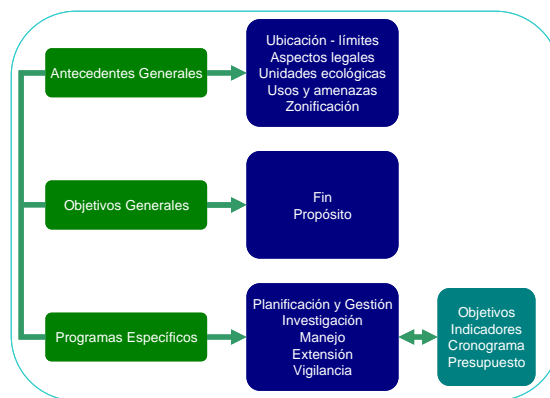 Antecedentes Generales
Ubicación - límites
Aspectos legales
Unidades ecológicas
Usos y amenazas
Zonificación
Objetivos Generales
Fin
Propósito
Programas Específicos
Planificación y Gestión
Investigación
Manejo
Extensión
Vigilancia
Objetivos
Indicadores
Cronograma
Presupuesto